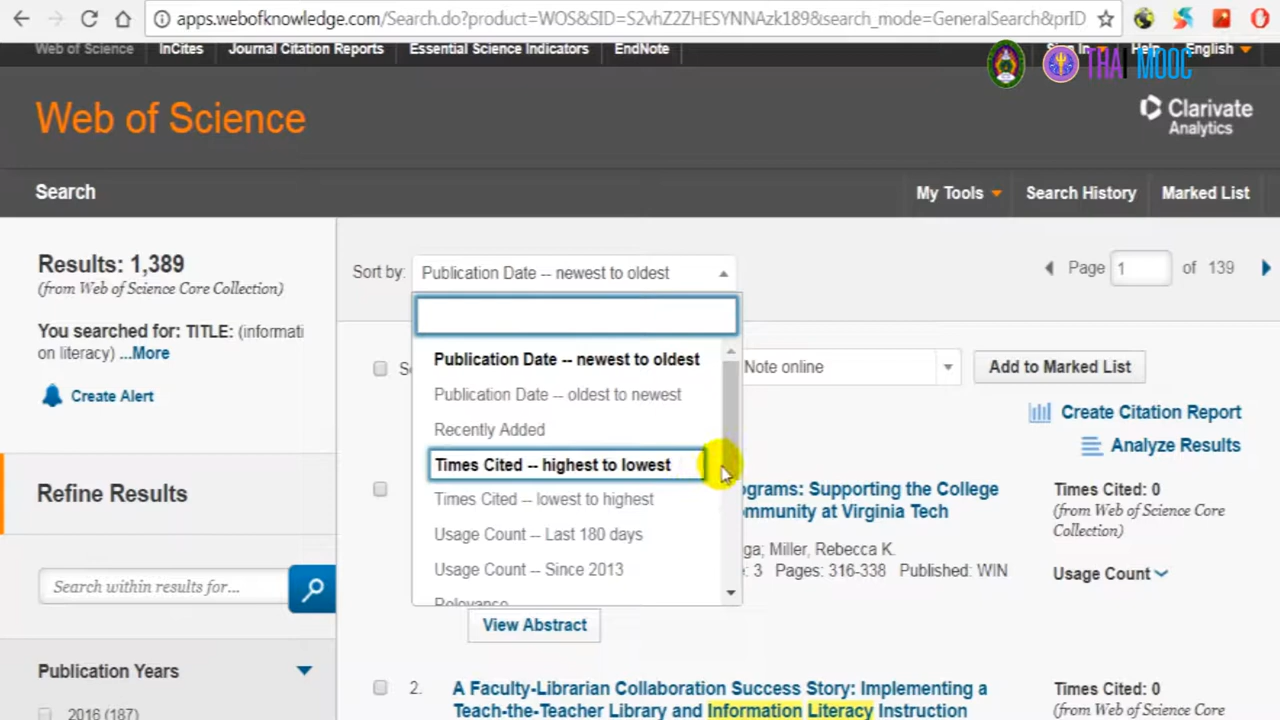 apps.webofknowledge.com/Search.do?product=WOS&SID=S2vhZ2ZHESYNNAzk189&search_mode=GeneralSearch&prID
Web of Science InCites Journal Citation Reports Essential Science Indicators EndNote Sign In Help English
THAI MOOC
Web of Science
Clarivate
Analytics
Search My Tools Search History Marked List
Results: 1,389
(from Web of Science Core Collection)
You searched for: TITLE: (informati
on literacy) ...More
Create Alert
Refine Results
Search within results for...
Publication Years
2016 (187)
Sort by: Publication Date -- newest to oldest
Page 1 of 139
Publication Date -- newest to oldest
Publication Date -- oldest to newest
Recently Added
Times Cited -- highest to lowest
Times Cited -- lowest to highest
Usage Count -- Last 180 days
Usage Count -- Since 2013
Relevance
Note online
Add to Marked List
Create Citation Report
Analyze Results
ograms: Supporting the College
ommunity at Virginia Tech
ga; Miller, Rebecca K.
: 3 Pages: 316-338 Published: WIN
View Abstract
Times Cited: 0
(from Web of Science Core
Collection)
Usage Count
2. A Faculty-Librarian Collaboration Success Story: Implementing a
Teach-the-Teacher Library and Information Literacy Instruction
Times Cited: 0
(from Web of Science Core